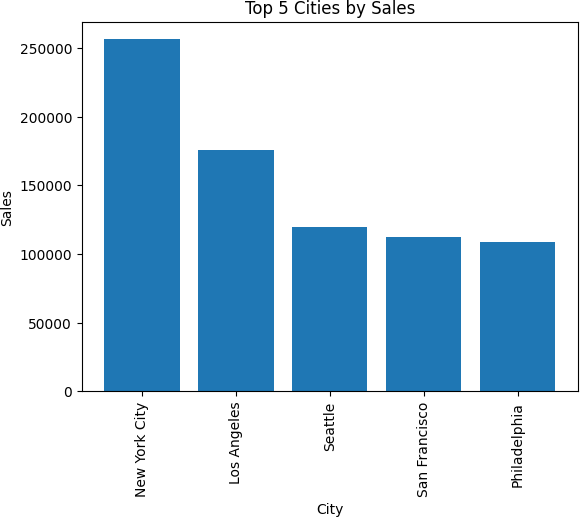 Top 5 Cities by Sales
Sales
250000
200000
150000
100000
50000
0
New York City
Los Angeles
Seattle
San Francisco
Philadelphia
City